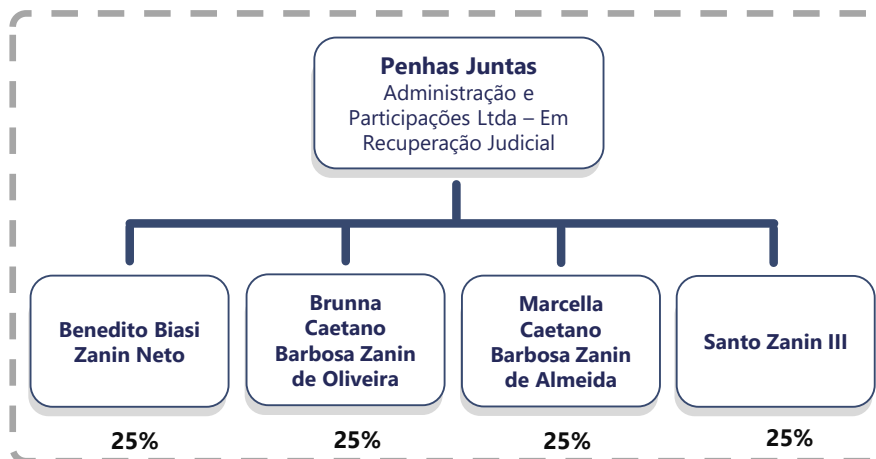 Penhas Juntas
Administração e
Participações Ltda – Em
Recuperação Judicial
Benedito Biasi
Zanin Neto
Brunna
Caetano
Barbosa Zanin
de Oliveira
Marcella
Caetano
Barbosa Zanin
de Almeida
Santo Zanin III
25%
25%
25%
25%